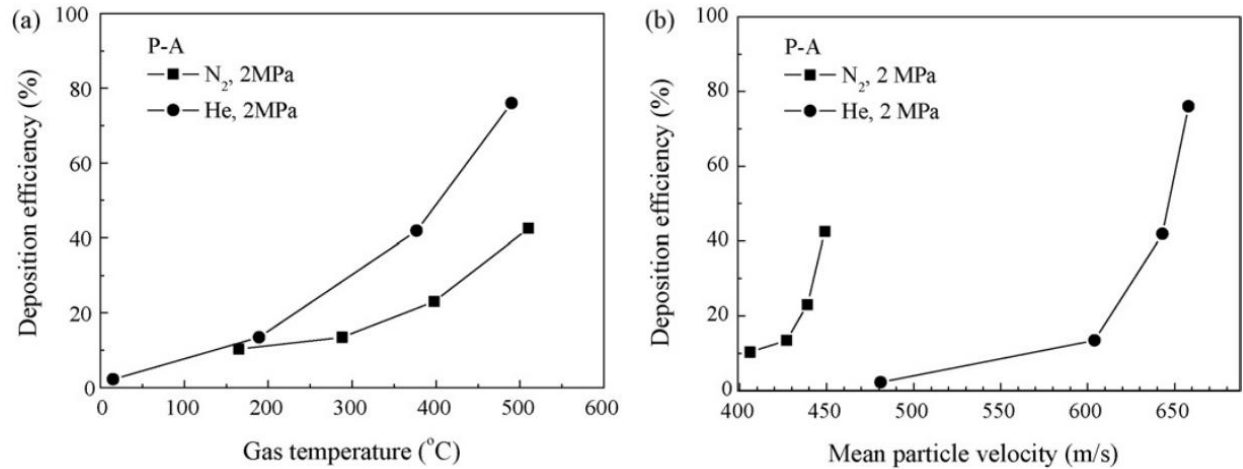 (a)
100
80
60
40
20
0
Deposition efficiency (%)
P-A
N₂, 2MPa
He, 2MPa
0 100 200 300 400 500 600
Gas temperature (°C)
(b)
100
80
60
40
20
0
Deposition efficiency (%)
P-A
N₂, 2 MPa
He, 2 MPa
400 450 500 550 600 650
Mean particle velocity (m/s)